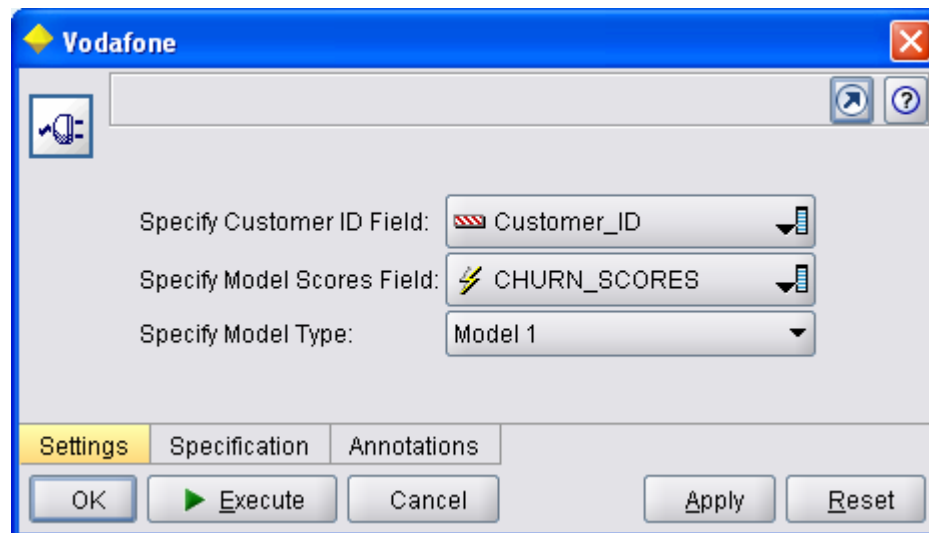 Vodafone
Specify Customer ID Field: Customer_ID
Specify Model Scores Field: CHURN_SCORES
Specify Model Type: Model 1
Settings Specification Annotations
OK Execute Cancel Apply Reset